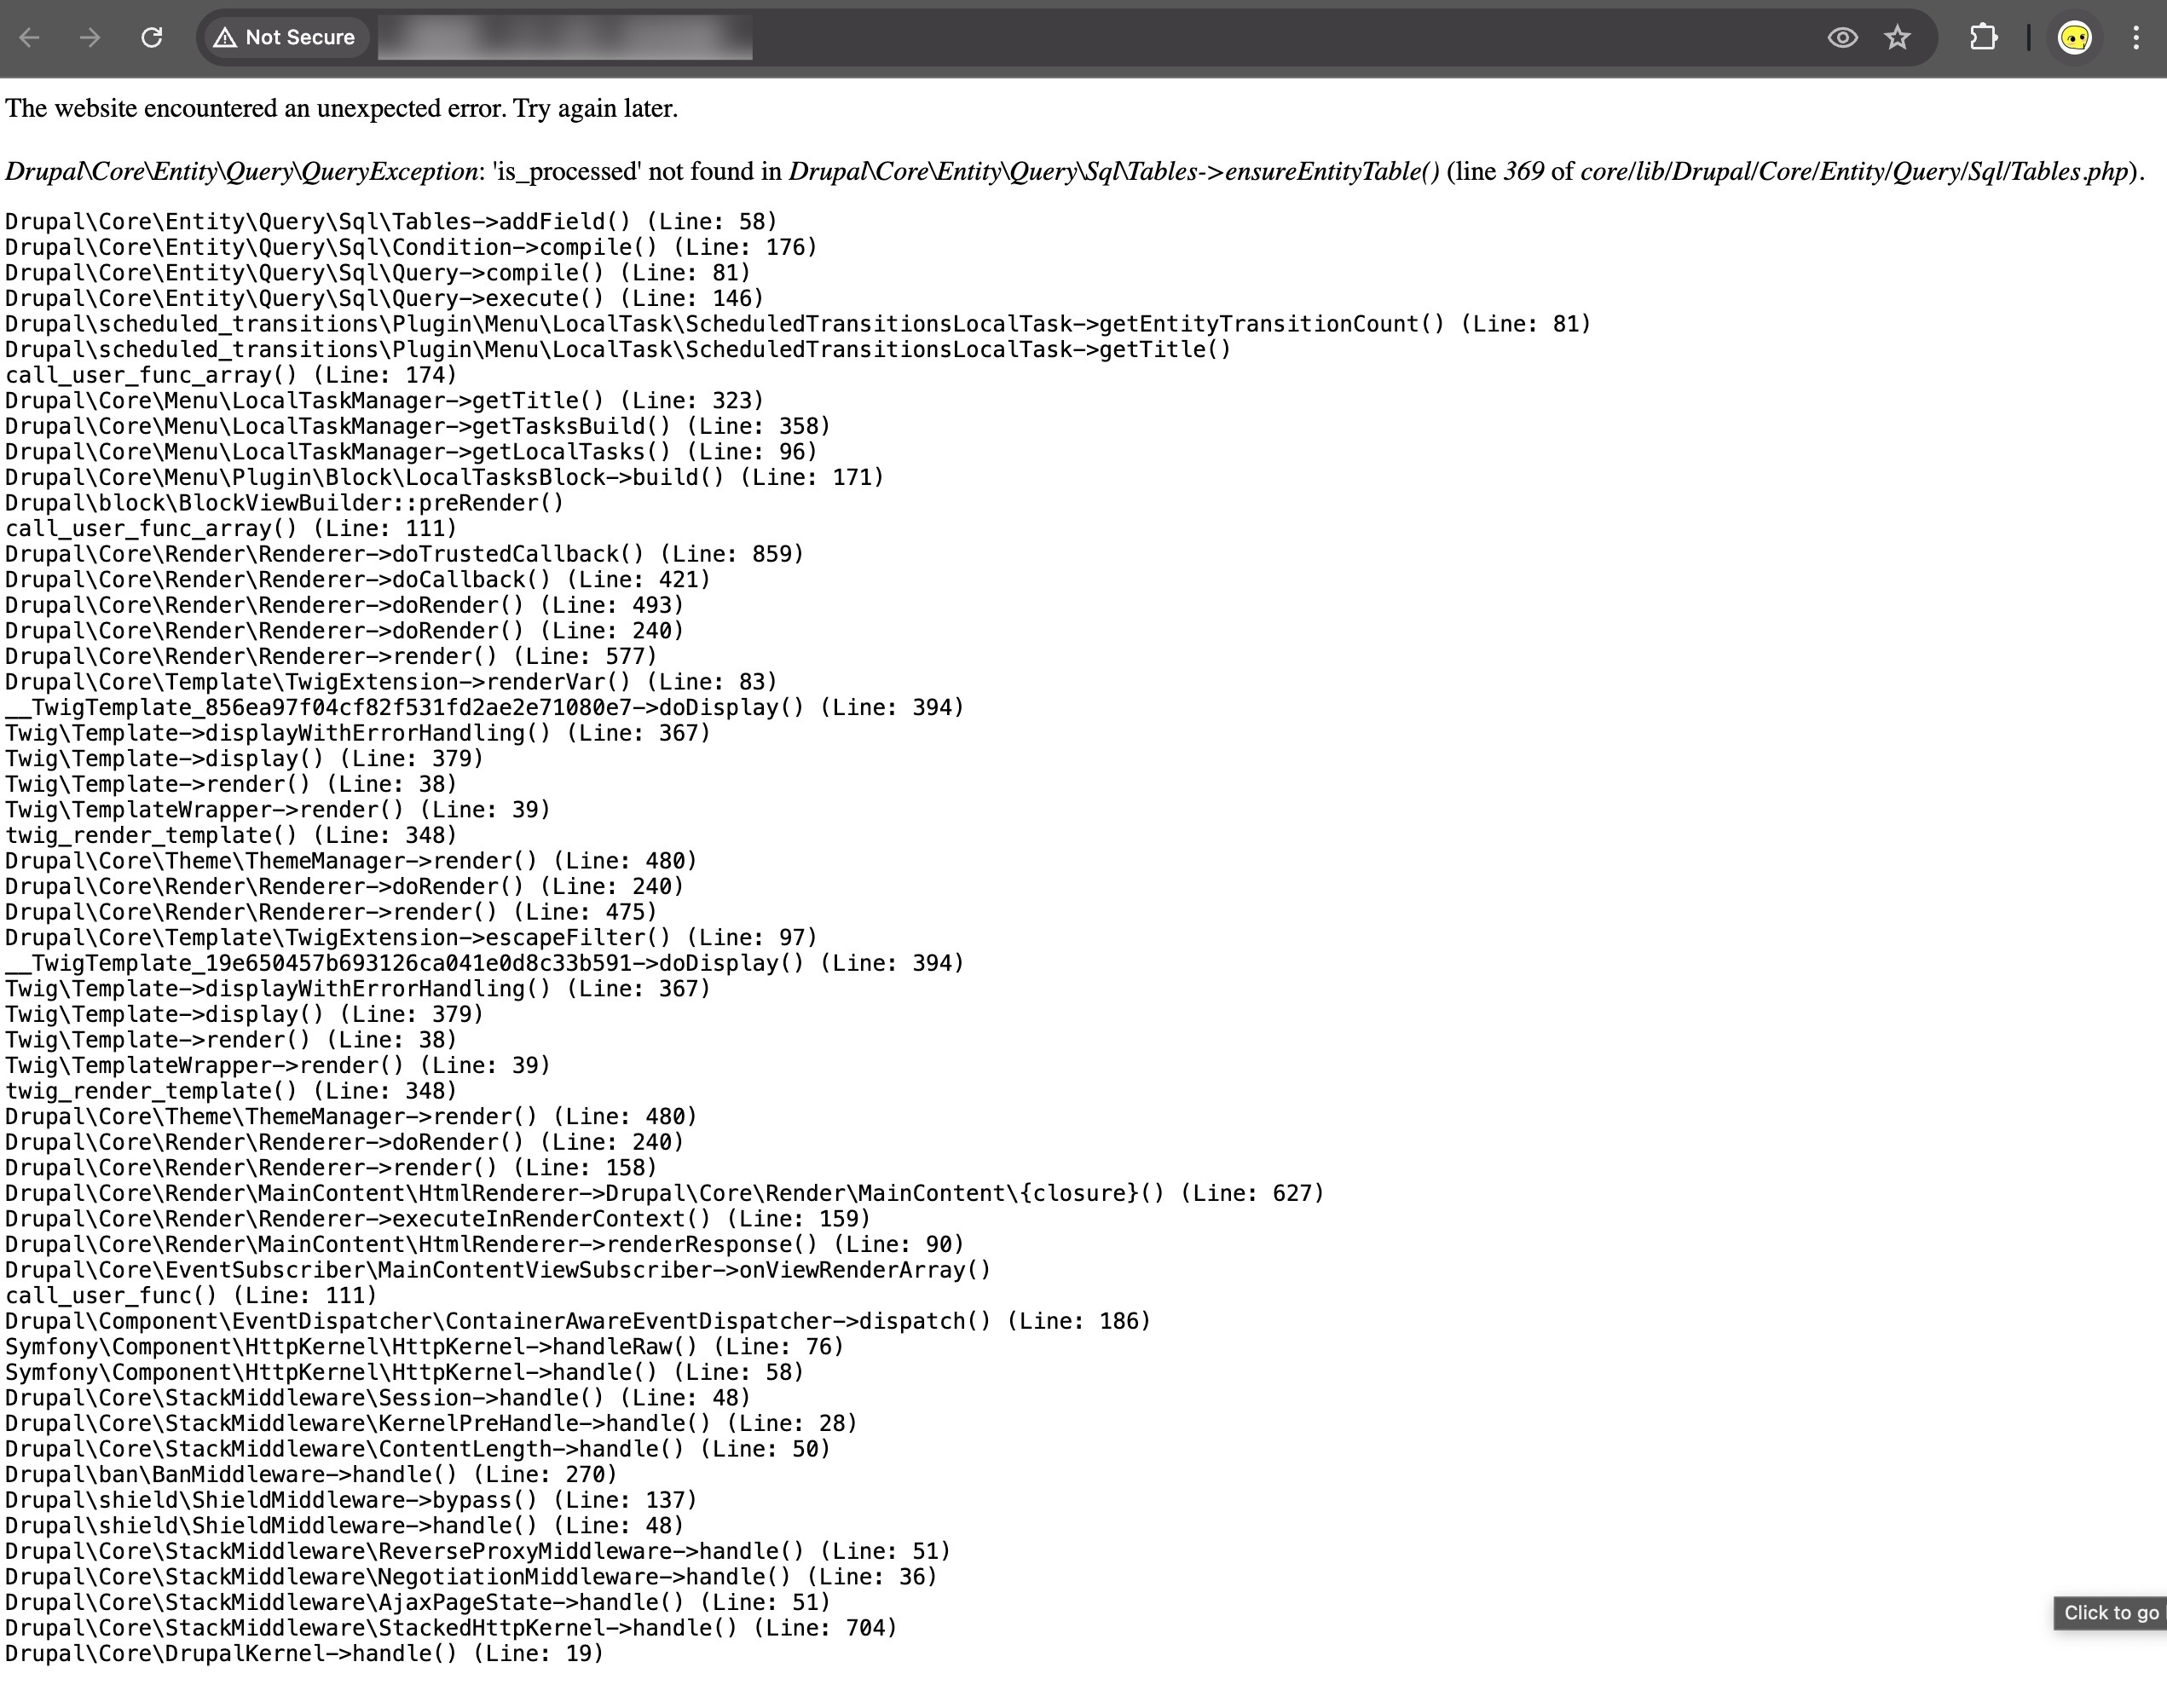 Not Secure
The website encountered an unexpected error. Try again later.
Drupal\Core\Entity\Query\QueryException: 'is_processed' not found in Drupal\Core\Entity\Query\Sql\Tables->ensureEntityTable() (line 369 of core/lib/Drupal/Core/Entity/Query/Sql/Tables.php).
Drupal\Core\Entity\Query\Sql\Tables->addField() (Line: 58)
Drupal\Core\Entity\Query\Sql\Condition->compile() (Line: 176)
Drupal\Core\Entity\Query\Sql\Query->compile() (Line: 81)
Drupal\Core\Entity\Query\Sql\Query->execute() (Line: 146)
Drupal\scheduled_transitions\Plugin\Menu\LocalTask\ScheduledTransitionsLocalTask->getEntityTransitionCount() (Line: 81)
Drupal\scheduled_transitions\Plugin\Menu\LocalTask\ScheduledTransitionsLocalTask->getTitle()
call_user_func_array() (Line: 174)
Drupal\Core\Menu\LocalTaskManager->getTitle() (Line: 323)
Drupal\Core\Menu\LocalTaskManager->getTasksBuild() (Line: 358)
Drupal\Core\Menu\LocalTaskManager->getLocalTasks() (Line: 96)
Drupal\Core\Menu\Plugin\Block\LocalTasksBlock->build() (Line: 171)
Drupal\block\BlockViewBuilder::preRender()
call_user_func_array() (Line: 111)
Drupal\Core\Render\Renderer->doTrustedCallback() (Line: 859)
Drupal\Core\Render\Renderer->doCallback() (Line: 421)
Drupal\Core\Render\Renderer->doRender() (Line: 493)
Drupal\Core\Render\Renderer->doRender() (Line: 240)
Drupal\Core\Render\Renderer->render() (Line: 577)
Drupal\Core\Template\TwigExtension->renderVar() (Line: 83)
__TwigTemplate_856ea97f04cf82f531fd2ae2e71080e7->doDisplay() (Line: 394)
Twig\Template->displayWithErrorHandling() (Line: 367)
Twig\Template->display() (Line: 379)
Twig\Template->render() (Line: 38)
Twig\TemplateWrapper->render() (Line: 39)
twig_render_template() (Line: 348)
Drupal\Core\Theme\ThemeManager->render() (Line: 480)
Drupal\Core\Render\Renderer->doRender() (Line: 240)
Drupal\Core\Render\Renderer->render() (Line: 475)
Drupal\Core\Template\TwigExtension->escapeFilter() (Line: 97)
__TwigTemplate_19e650457b693126ca041e0d8c33b591->doDisplay() (Line: 394)
Twig\Template->displayWithErrorHandling() (Line: 367)
Twig\Template->display() (Line: 379)
Twig\Template->render() (Line: 38)
Twig\TemplateWrapper->render() (Line: 39)
twig_render_template() (Line: 348)
Drupal\Core\Theme\ThemeManager->render() (Line: 480)
Drupal\Core\Render\Renderer->doRender() (Line: 240)
Drupal\Core\Render\Renderer->render() (Line: 158)
Drupal\Core\Render\MainContent\HtmlRenderer->Drupal\Core\Render\MainContent\{closure}() (Line: 627)
Drupal\Core\Render\Renderer->executeInRenderContext() (Line: 159)
Drupal\Core\Render\MainContent\HtmlRenderer->renderResponse() (Line: 90)
Drupal\Core\EventSubscriber\MainContentViewSubscriber->onViewRenderArray()
call_user_func() (Line: 111)
Drupal\Component\EventDispatcher\ContainerAwareEventDispatcher->dispatch() (Line: 186)
Symfony\Component\HttpKernel\HttpKernel->handleRaw() (Line: 76)
Symfony\Component\HttpKernel\HttpKernel->handle() (Line: 58)
Drupal\Core\StackMiddleware\Session->handle() (Line: 48)
Drupal\Core\StackMiddleware\KernelPreHandle->handle() (Line: 28)
Drupal\Core\StackMiddleware\ContentLength->handle() (Line: 50)
Drupal\ban\BanMiddleware->handle() (Line: 270)
Drupal\shield\ShieldMiddleware->bypass() (Line: 137)
Drupal\shield\ShieldMiddleware->handle() (Line: 48)
Drupal\Core\StackMiddleware\ReverseProxyMiddleware->handle() (Line: 51)
Drupal\Core\StackMiddleware\NegotiationMiddleware->handle() (Line: 36)
Drupal\Core\StackMiddleware\AjaxPageState->handle() (Line: 51)
Drupal\Core\StackMiddleware\StackedHttpKernel->handle() (Line: 704)
Drupal\Core\DrupalKernel->handle() (Line: 19)
Click to go